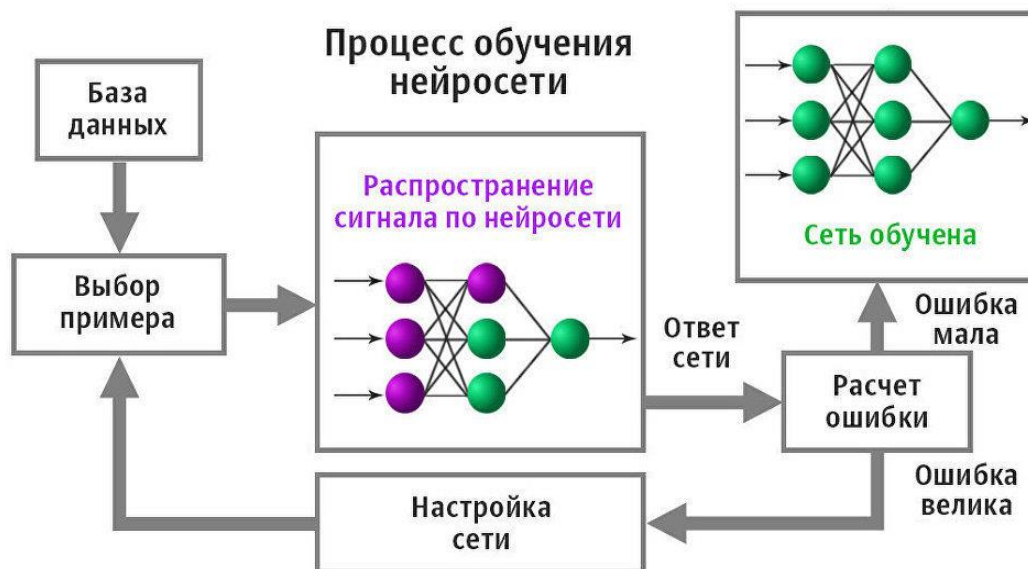 Процесс обучения
нейросети
База
данных
Выбор
примера
Распространение
сигнала по нейросети
Ответ
сети
Расчет
ошибки
Ошибка
мала
Сеть обучена
Ошибка
велика
Настройка
сети